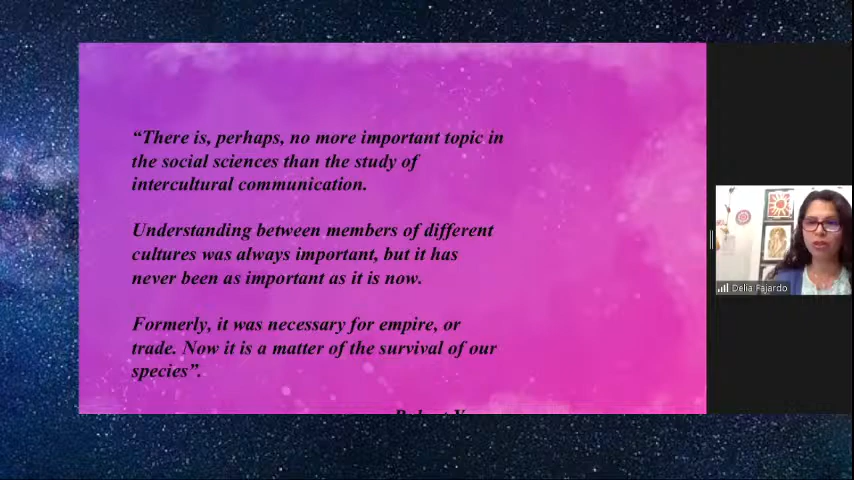 “There is, perhaps, no more important topic in
the social sciences than the study of
intercultural communication.
Understanding between members of different
cultures was always important, but it has
never been as important as it is now.
Formerly, it was necessary for empire, or
trade. Now it is a matter of the survival of our
species”.
Delia Fajardo